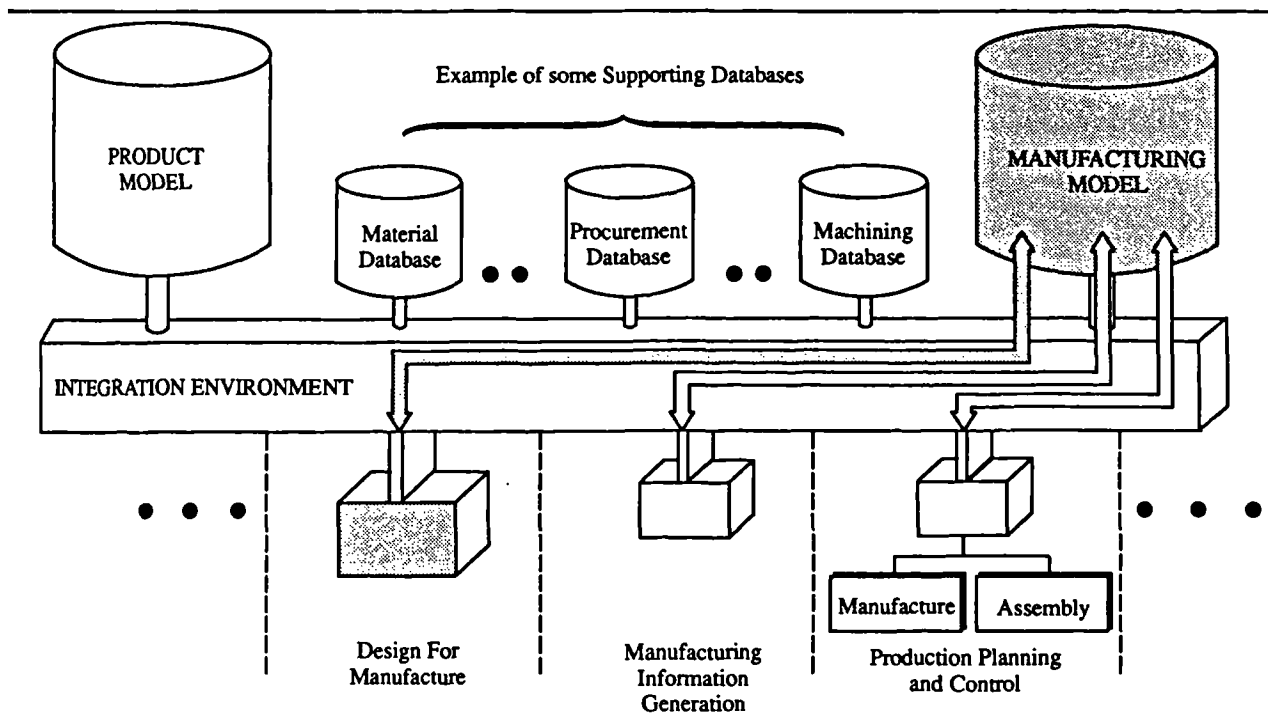 Example of some Supporting Databases
PRODUCT
MODEL
MANUFACTURING
MODEL
Material
Database
Procurement
Database
Machining
Database
INTEGRATION ENVIRONMENT
Manufacture
Assembly
Design For
Manufacture
Manufacturing
Information
Generation
Production Planning
and Control